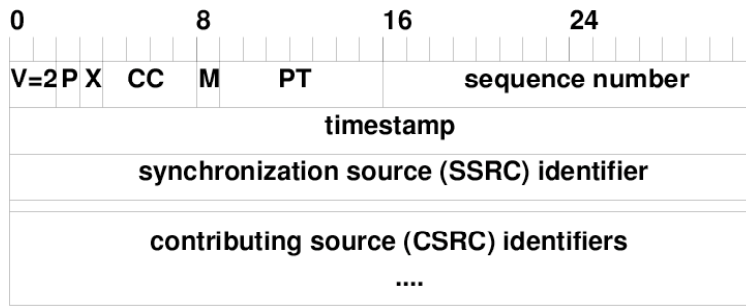 0 8 16 24
V=2 P X CC M PT sequence number
timestamp
synchronization source (SSRC) identifier
contributing source (CSRC) identifiers
....